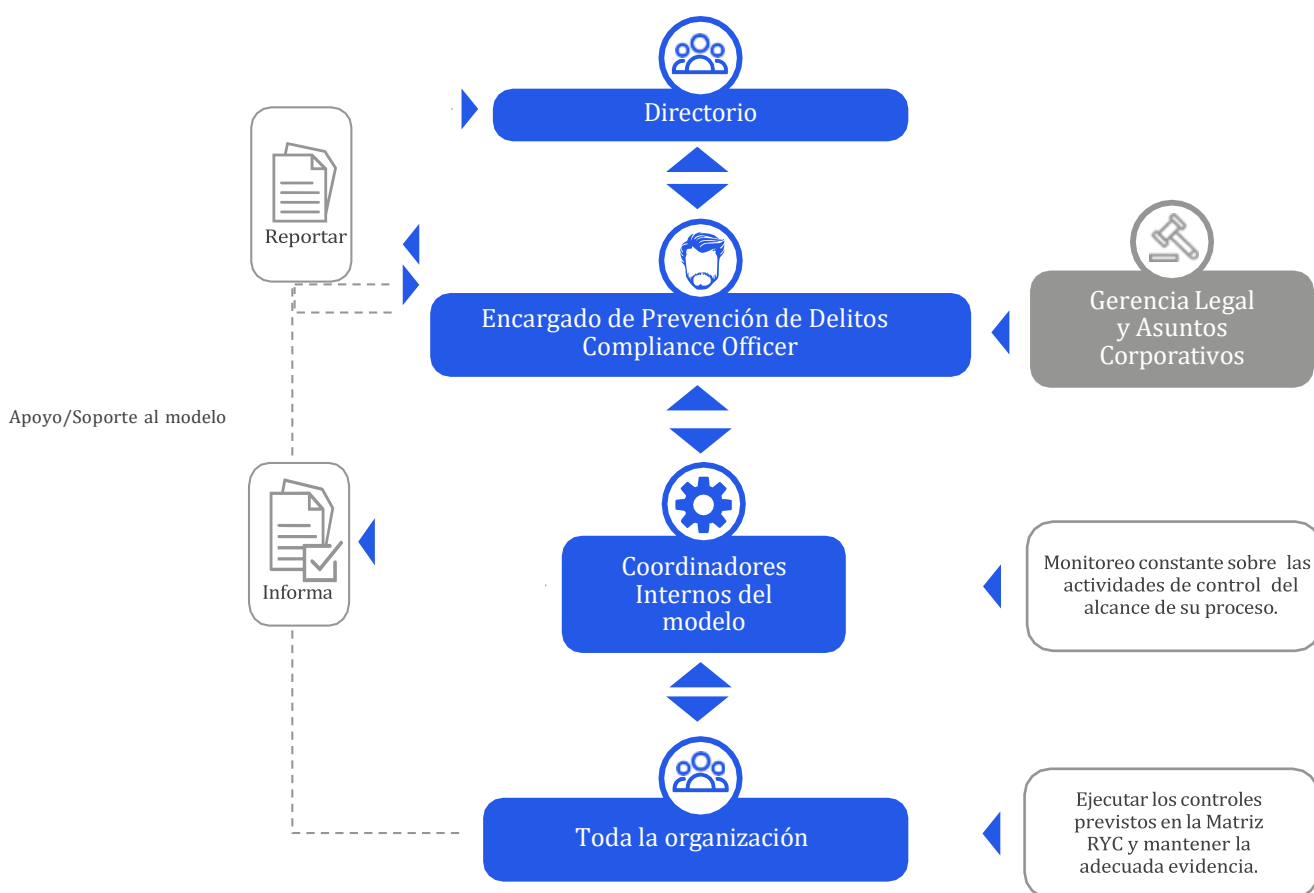 Directorio
Reportar
Encargado de Prevención de Delitos
Compliance Officer
Gerencia Legal
y Asuntos
Corporativos
Apoyo/Soporte al modelo
Informa
Coordinadores
Internos del
modelo
Monitoreo constante sobre las
actividades de control del
alcance de su proceso.
Toda la organización
Ejecutar los controles
previstos en la Matriz
RYC y mantener la
adecuada evidencia.